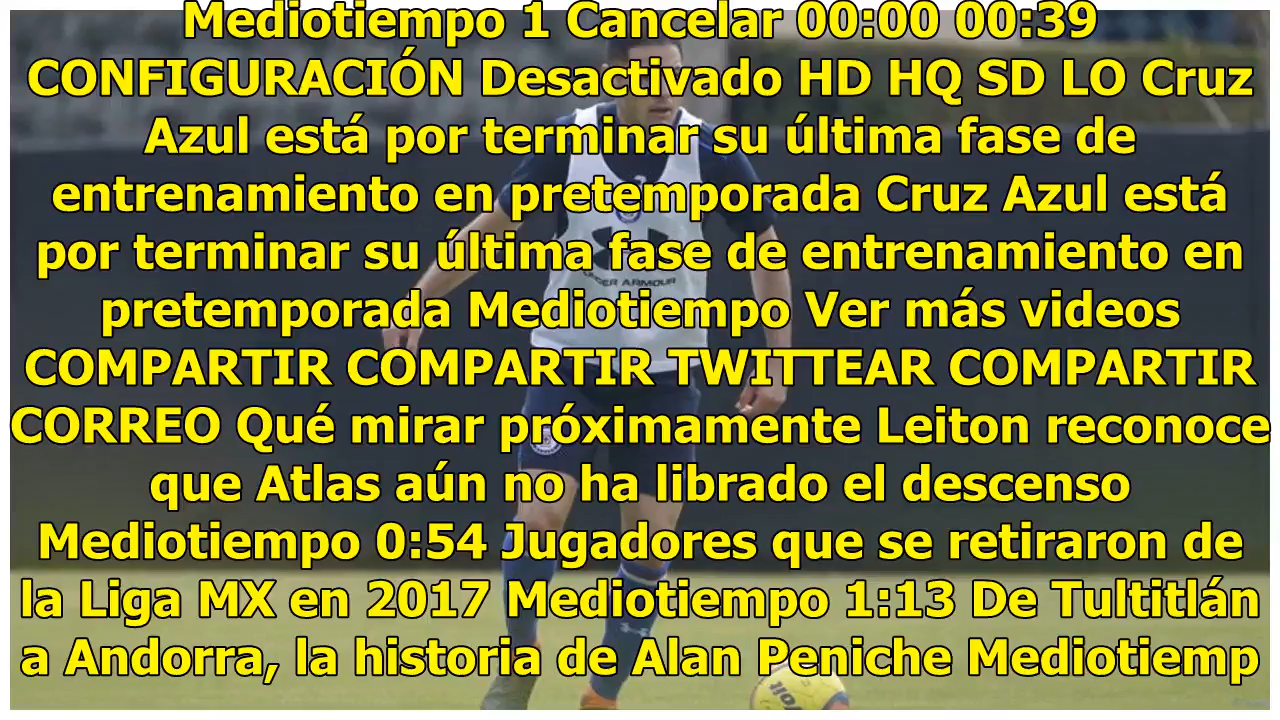 Mediotiempo 1 Cancelar 00:00 00:39
CONFIGURACIÓN Desactivado HD HQ SD LO Cruz
Azul está por terminar su última fase de
entrenamiento en pretemporada Cruz Azul está
por terminar su última fase de entrenamiento en
pretemporada Mediotiempo Ver más videos
COMPARTIR COMPARTIR TWITTEAR COMPARTIR
CORREO Qué mirar próximamente Leiton reconoce
que Atlas aún no ha librado el descenso
Mediotiempo 0:54 Jugadores que se retiraron de
la Liga MX en 2017 Mediotiempo 1:13 De Tultitlán
a Andorra, la historia de Alan Peniche Mediotiemp
UNDER ARMOUR